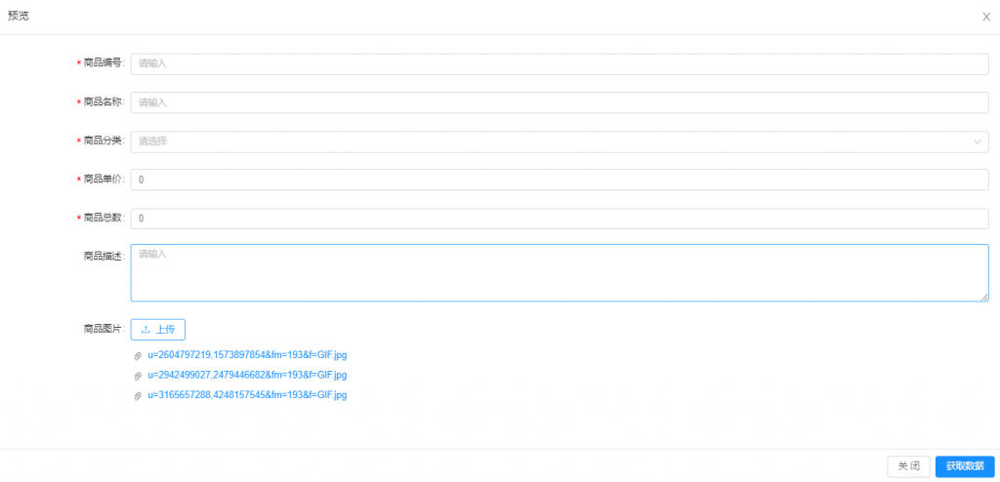 预览
* 商品编号: 请输入
* 商品名称: 请输入
* 商品分类: 请选择
* 商品单价: 0
* 商品总数: 0
商品描述: 请输入
商品图片: 上传
u=2604797219,1573897854&fm=193&f=GIF.jpg
u=2942499027,2479446682&fm=193&f=GIF.jpg
u=3165657288,4248157545&fm=193&f=GIF.jpg
关 闭 获取数据